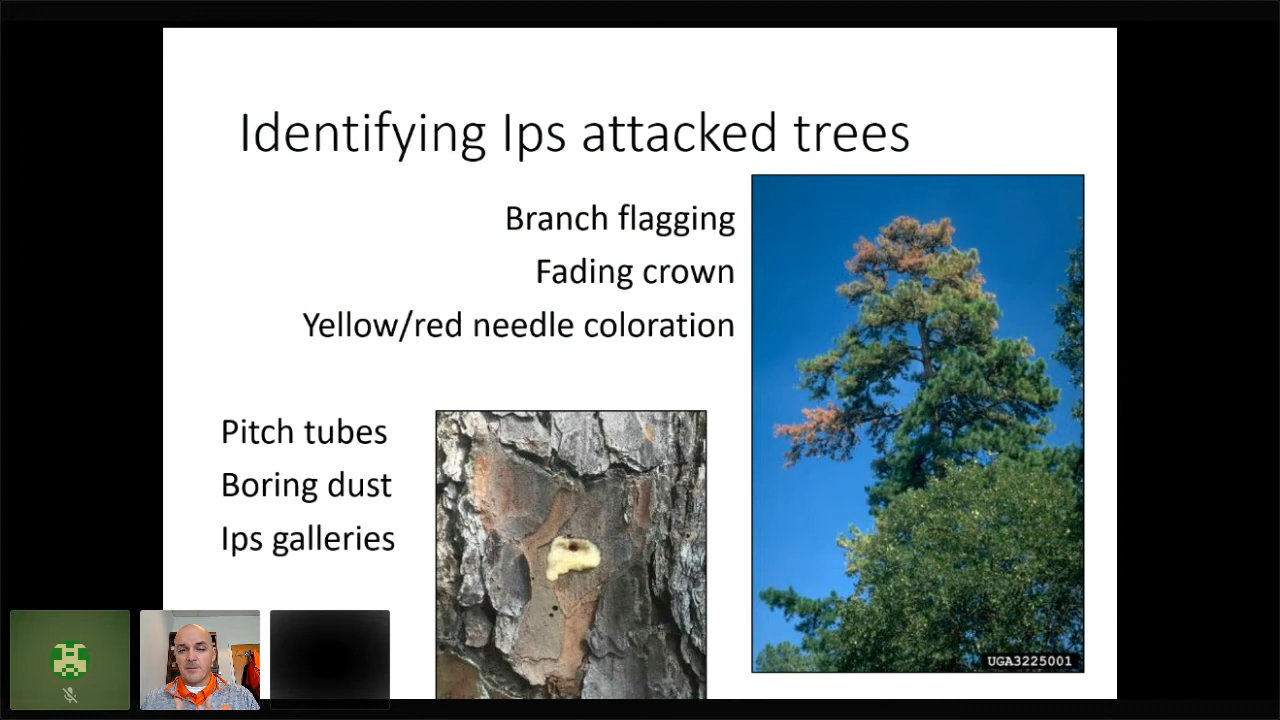 Identifying Ips attacked trees
Branch flagging
Fading crown
Yellow/red needle coloration
Pitch tubes
Boring dust
Ips galleries
UGA3225001